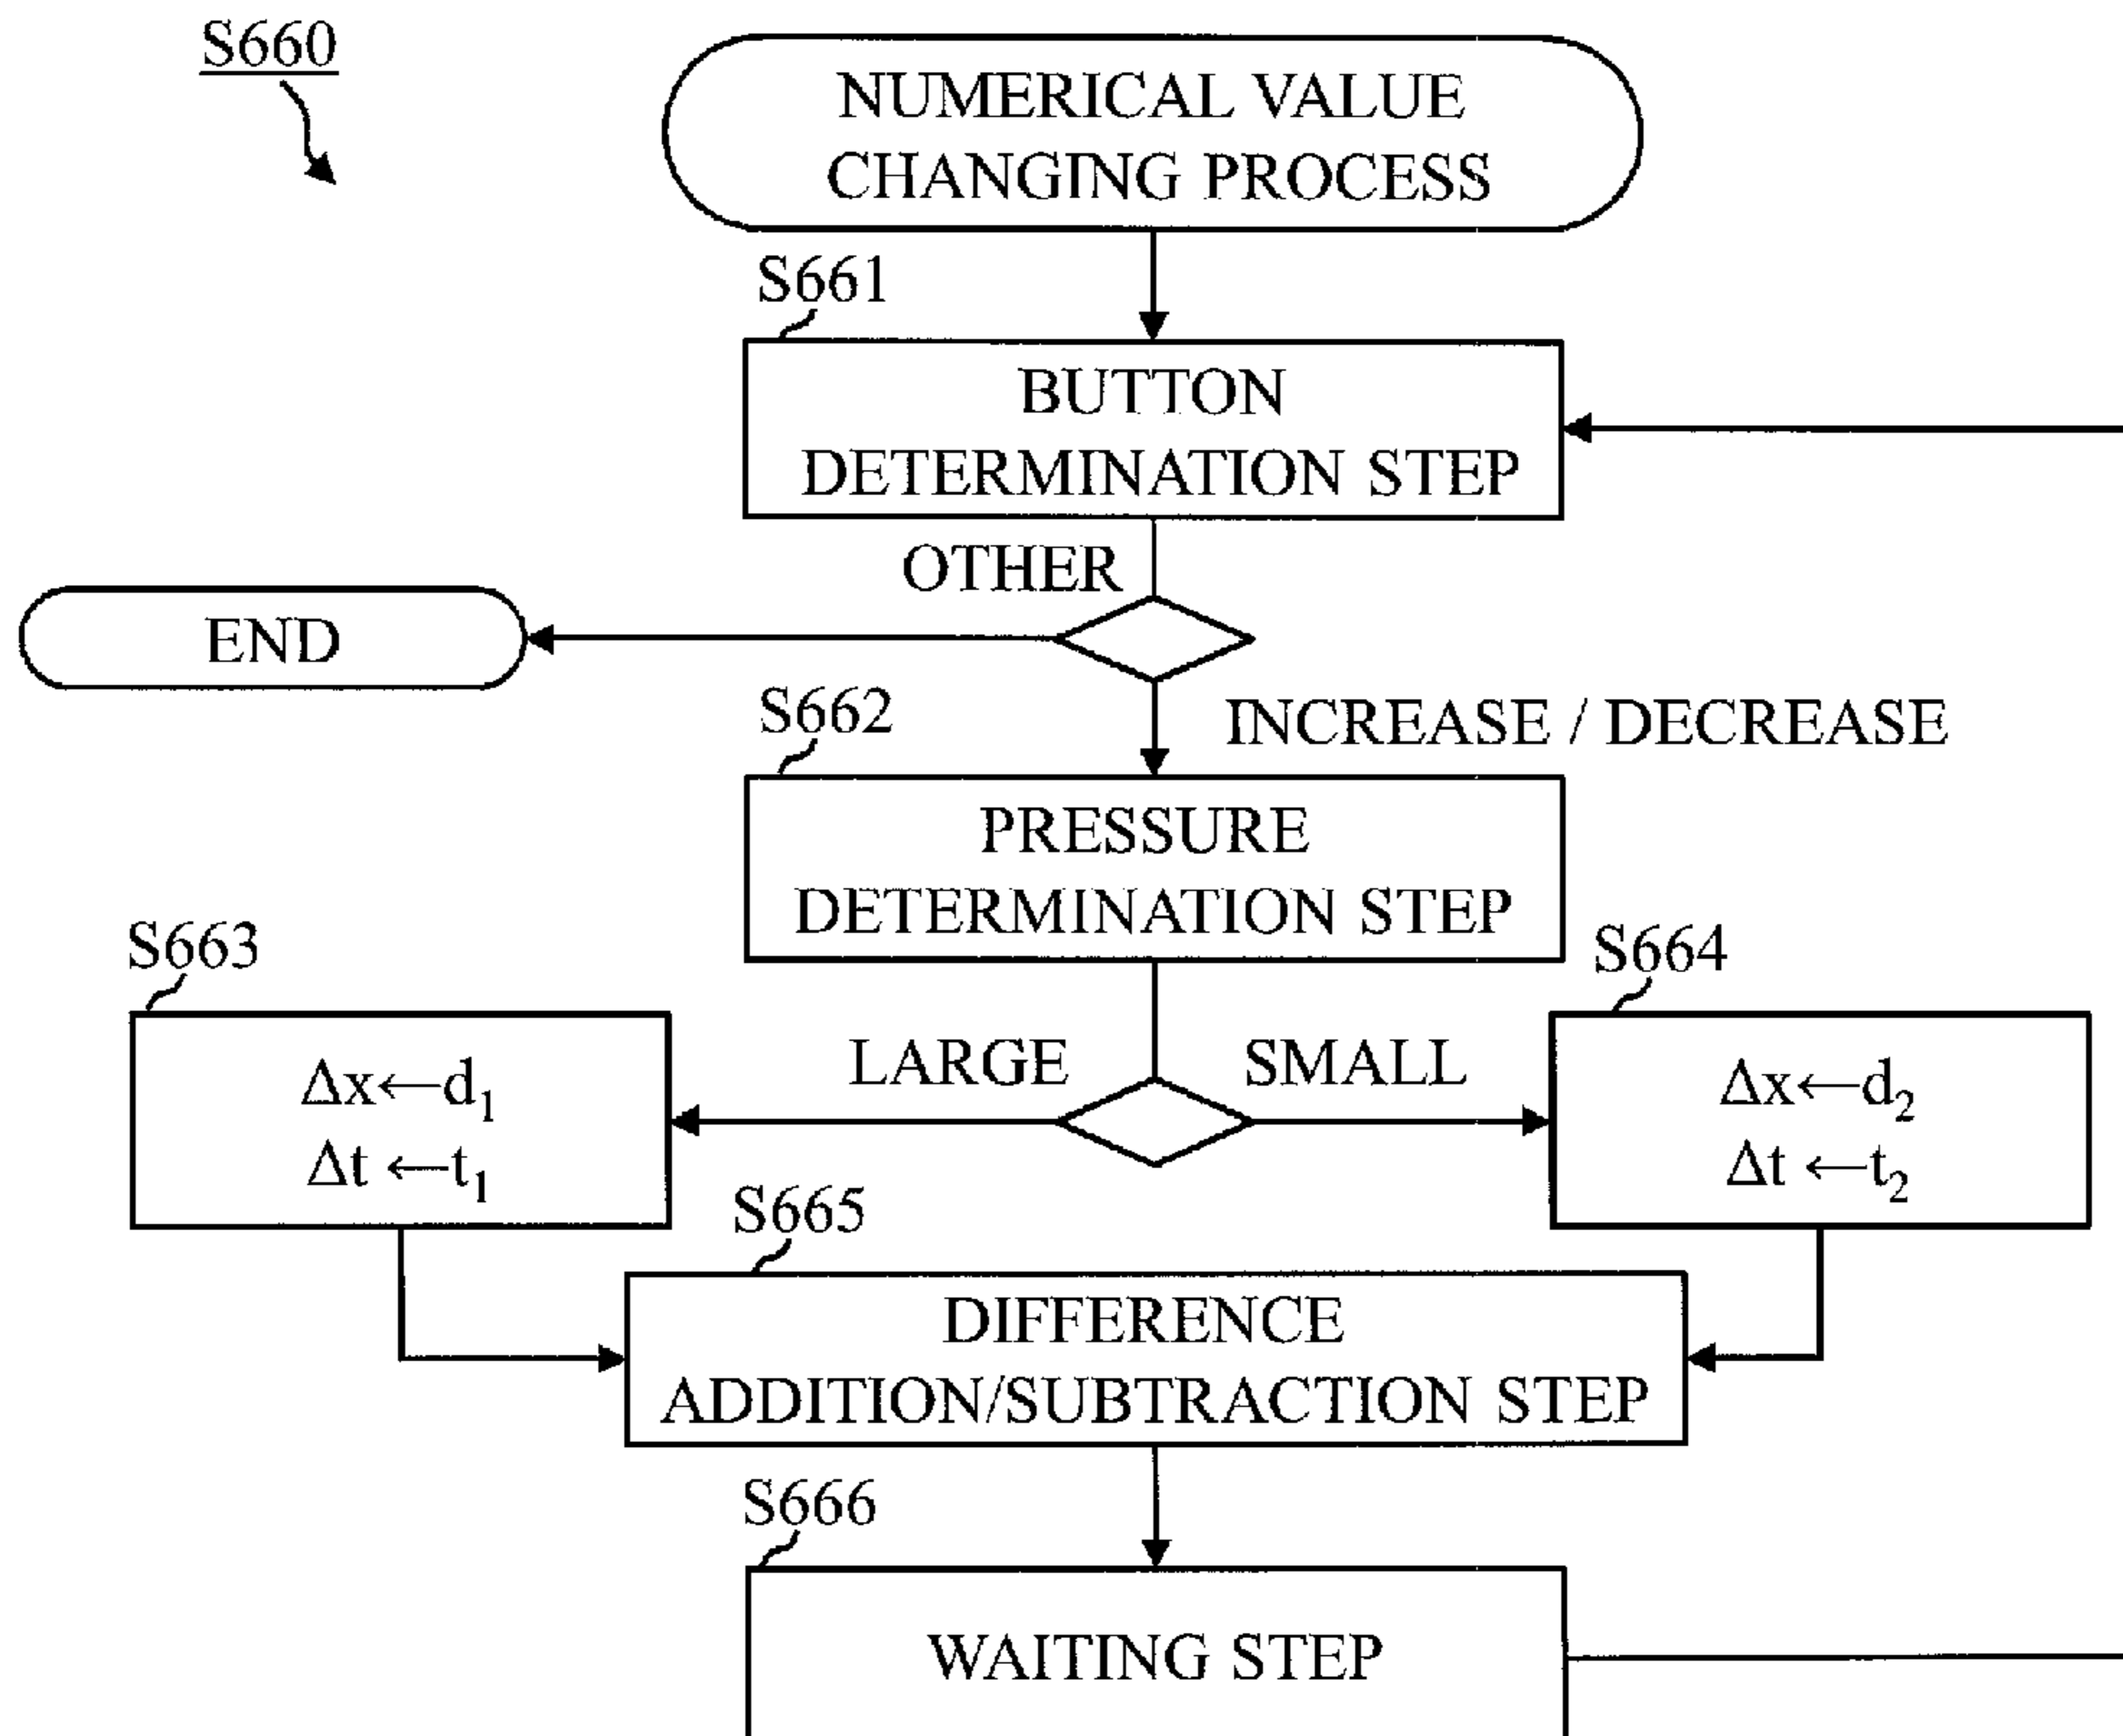 S660
NUMERICAL VALUE
CHANGING PROCESS
S661
BUTTON
DETERMINATION STEP
OTHER
END
INCREASE / DECREASE
S662
PRESSURE
DETERMINATION STEP
S663
S664
LARGE
SMALL
Δx←d₁
Δt ←t₁
Δx←d₂
Δt ←t₂
S665
DIFFERENCE
ADDITION/SUBTRACTION STEP
S666
WAITING STEP